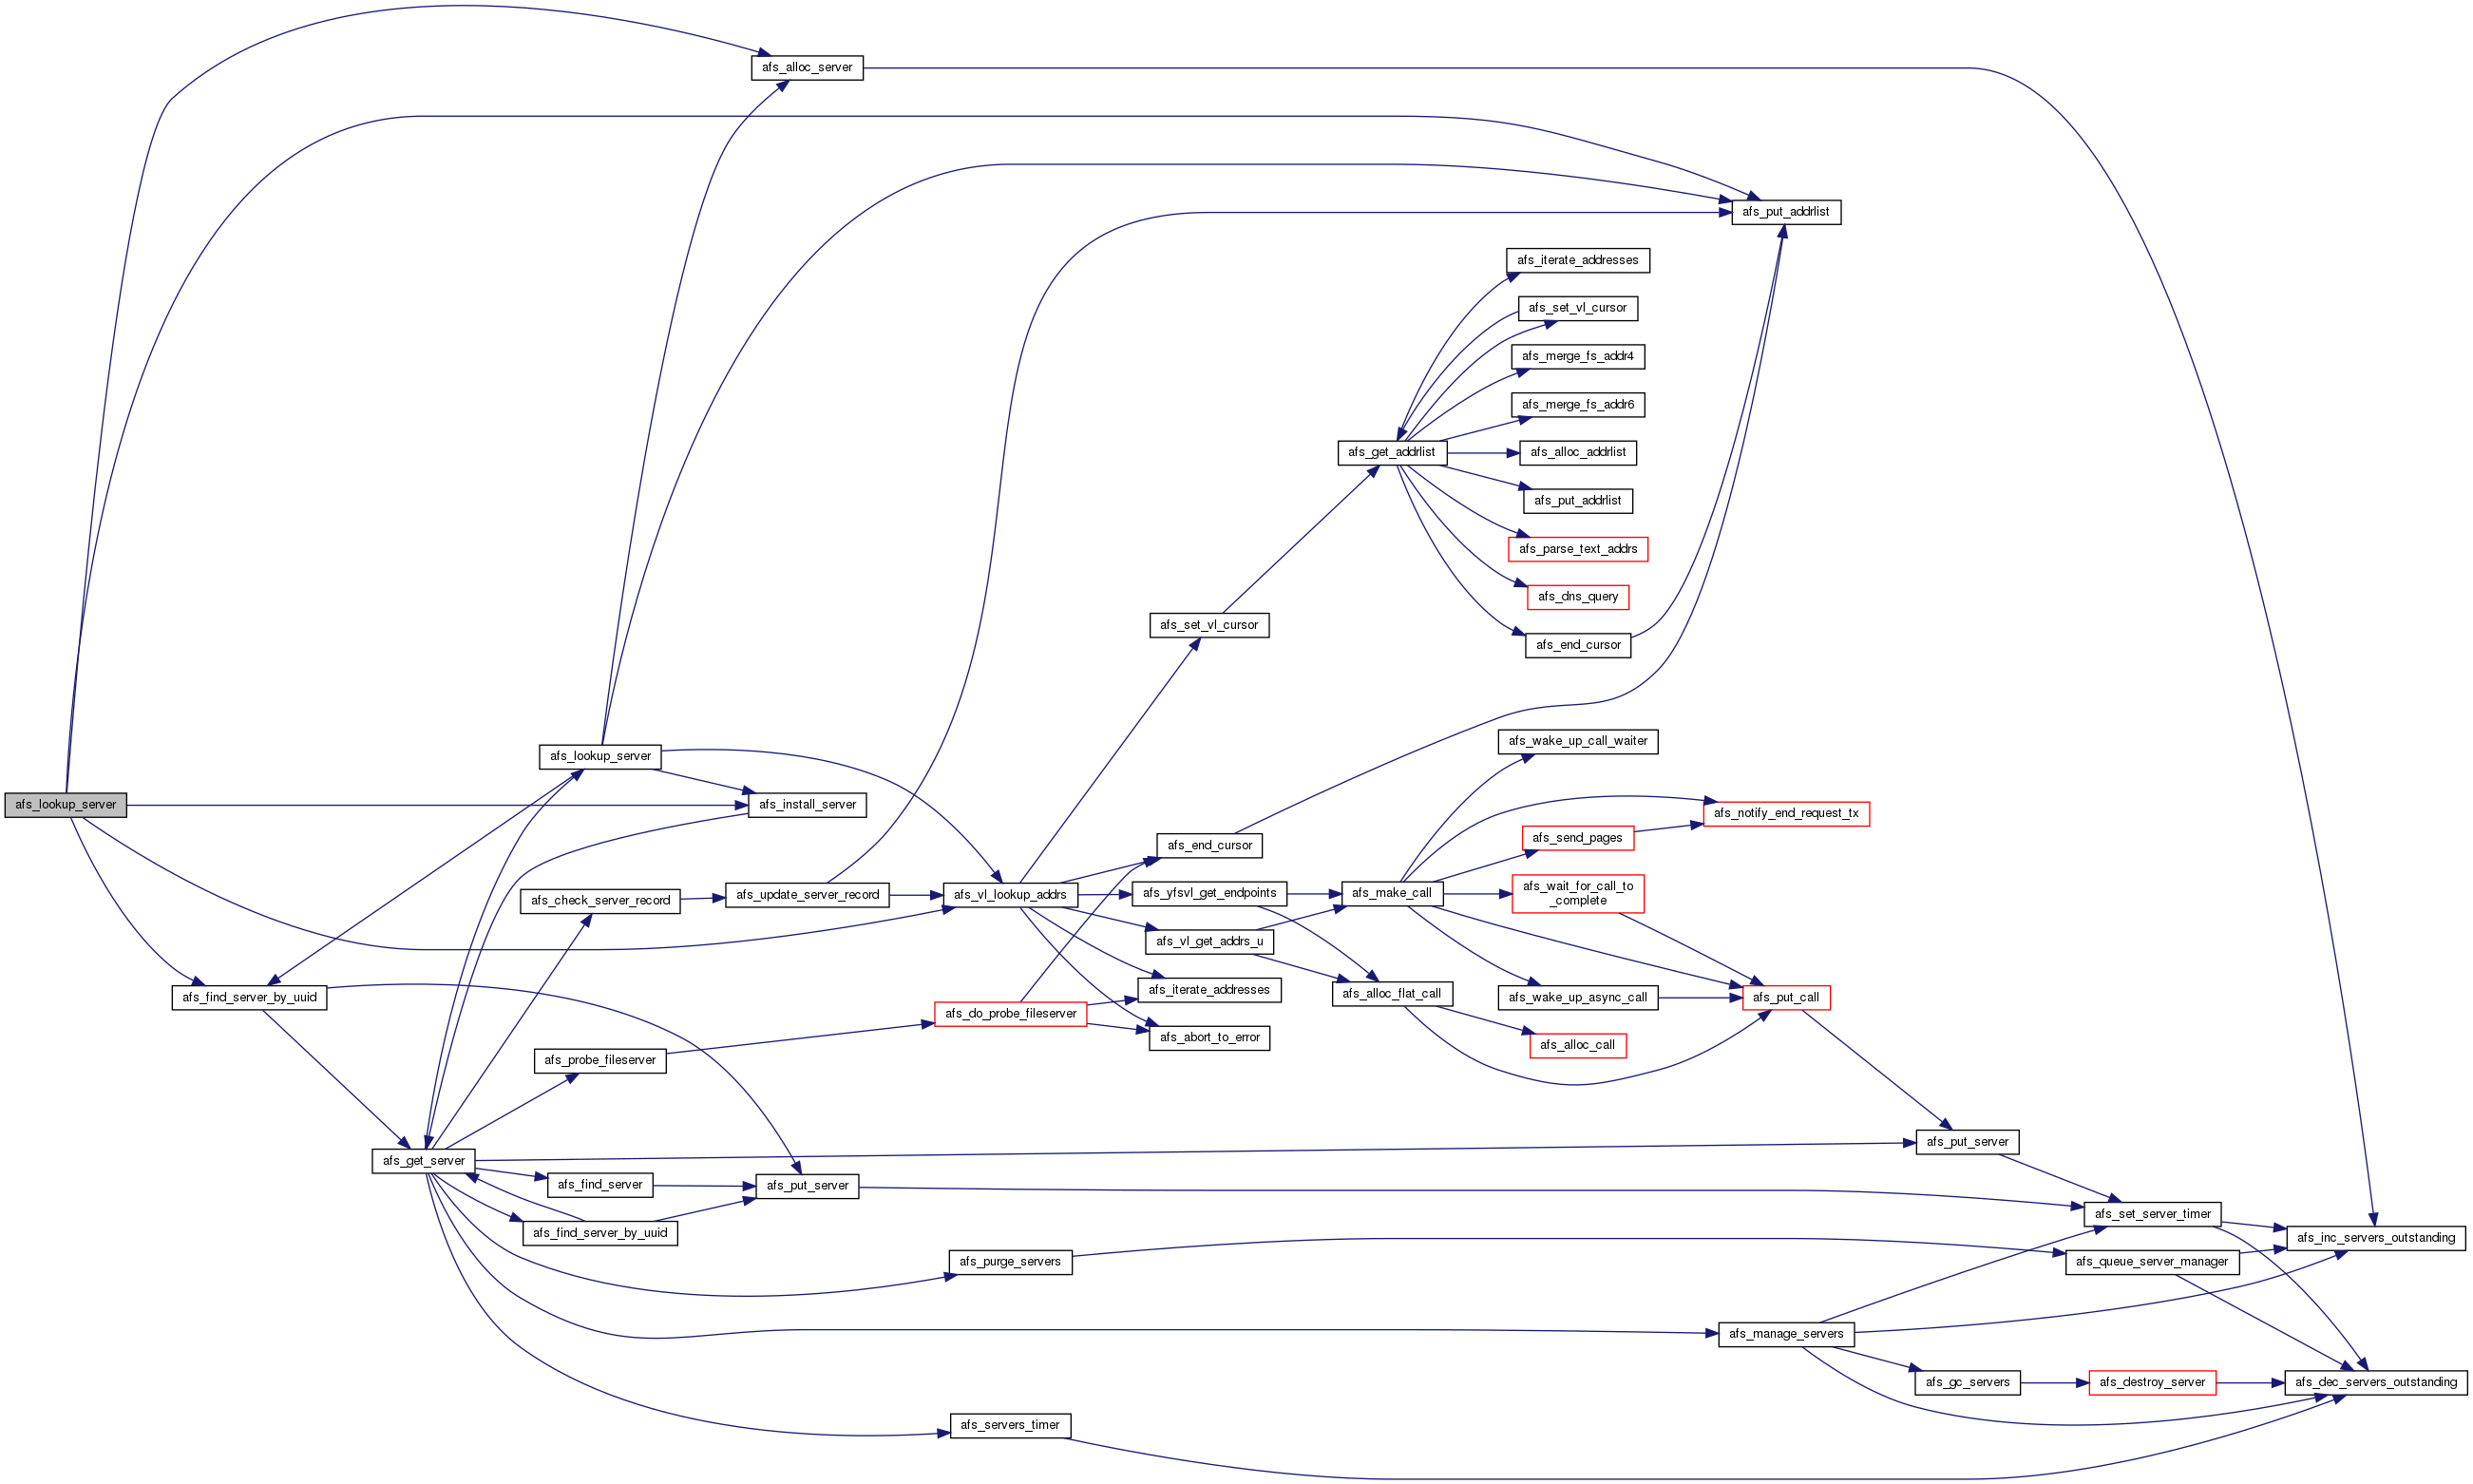 afs_alloc_server
afs_put_addrlist
afs_iterate_addresses
afs_set_vl_cursor
afs_merge_fs_addr4
afs_merge_fs_addr6
afs_get_addrlist
afs_alloc_addrlist
afs_put_addrlist
afs_parse_text_addrs
afs_dns_query
afs_set_vl_cursor
afs_end_cursor
afs_wake_up_call_waiter
afs_lookup_server
afs_lookup_server
afs_install_server
afs_notify_end_request_tx
afs_send_pages
afs_end_cursor
afs_check_server_record
afs_update_server_record
afs_vl_lookup_addrs
afs_yfsvl_get_endpoints
afs_make_call
afs_wait_for_call_to
_complete
afs_vl_get_addrs_u
afs_find_server_by_uuid
afs_iterate_addresses
afs_alloc_flat_call
afs_wake_up_async_call
afs_put_call
afs_do_probe_fileserver
afs_abort_to_error
afs_alloc_call
afs_probe_fileserver
afs_put_server
afs_get_server
afs_find_server
afs_put_server
afs_set_server_timer
afs_find_server_by_uuid
afs_inc_servers_outstanding
afs_purge_servers
afs_queue_server_manager
afs_manage_servers
afs_gc_servers
afs_destroy_server
afs_dec_servers_outstanding
afs_servers_timer